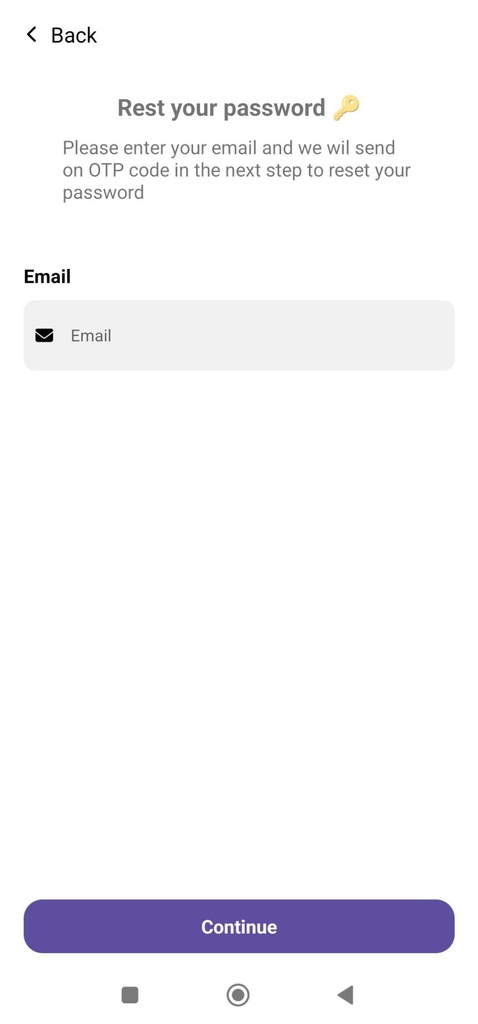 Back
Rest your password 🔑
Please enter your email and we wil send
on OTP code in the next step to reset your
password
Email
Email
Continue